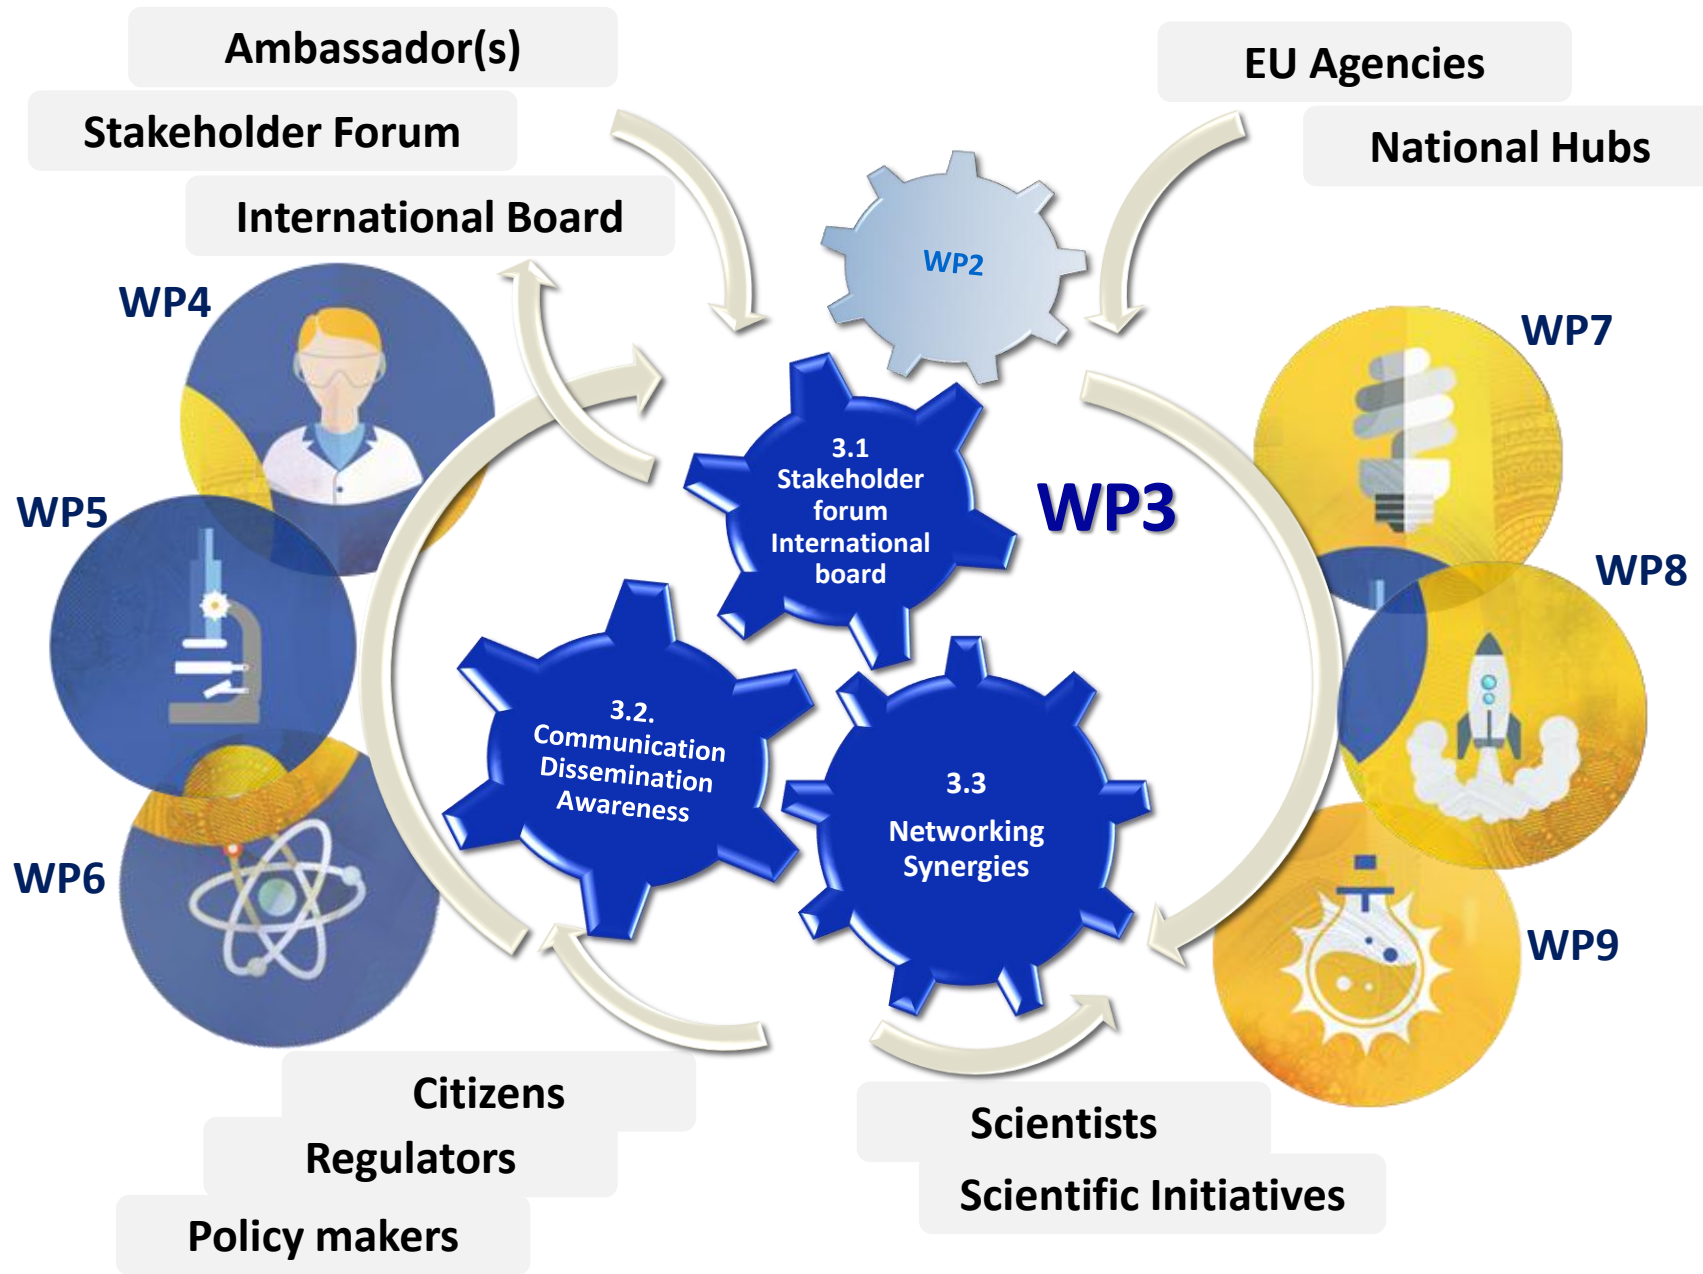 Ambassador(s)
Stakeholder Forum
International Board
EU Agencies
National Hubs
WP2
WP4
WP5
WP6
WP7
WP8
WP9
WP3
3.1
Stakeholder
forum
International
board
3.2.
Communication
Dissemination
Awareness
3.3
Networking
Synergies
Citizens
Regulators
Policy makers
Scientists
Scientific Initiatives